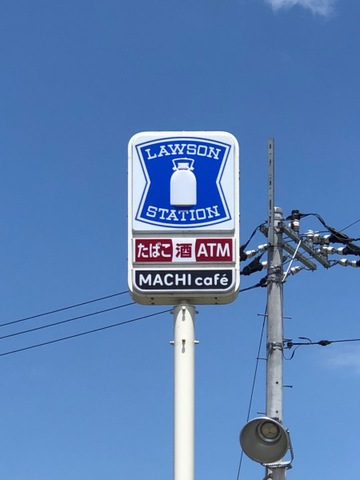 LAWSON
STATION
たばこ 酒 ATM
MACHI café